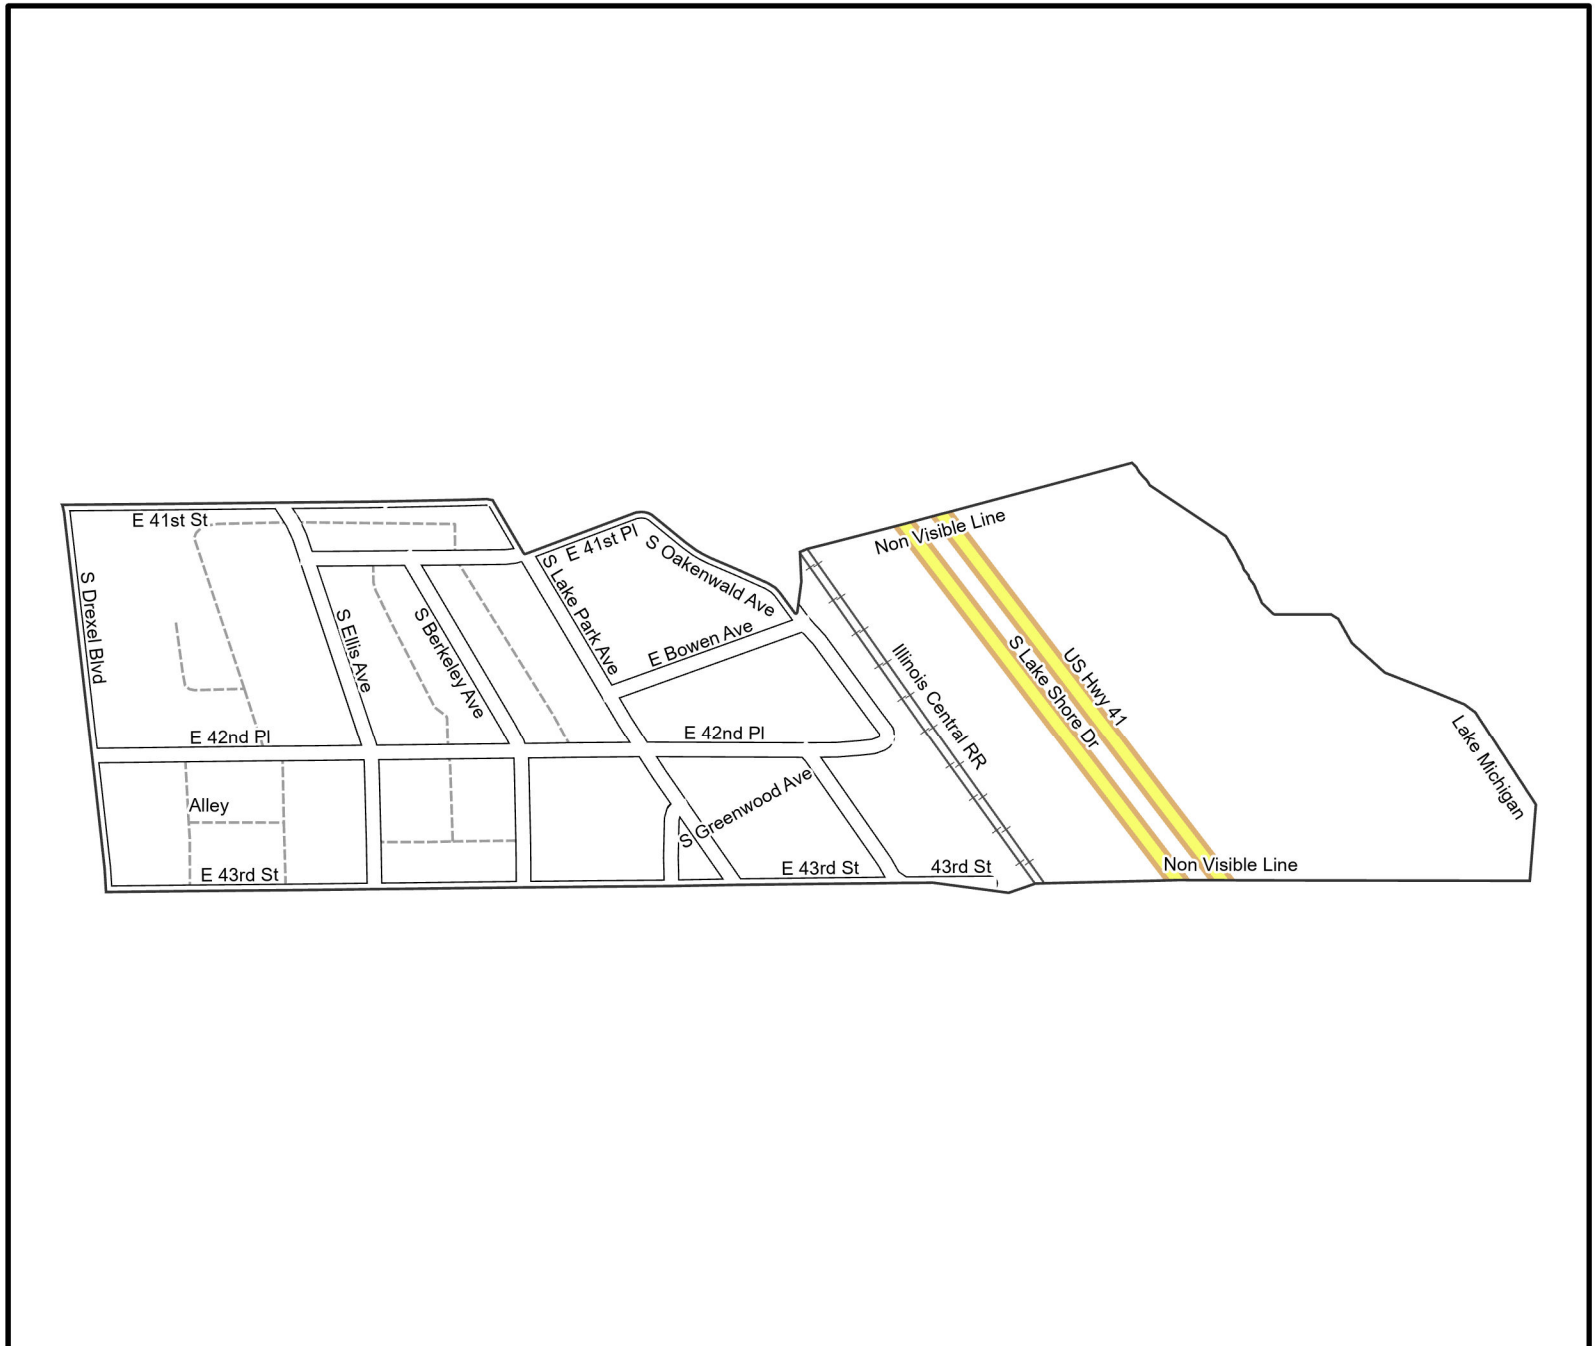 E 41st St
Non Visible Line
E 41st Pl
S Oakenwald Ave
S Drexel Blvd
S Ellis Ave
S Berkeley Ave
S Lake Park Ave
E Bowen Ave
Illinois Central RR
S Lake Shore Dr
US Hwy 41
Lake Michigan
E 42nd Pl
E 42nd Pl
Alley
S Greenwood Ave
E 43rd St
E 43rd St
43rd St
Non Visible Line